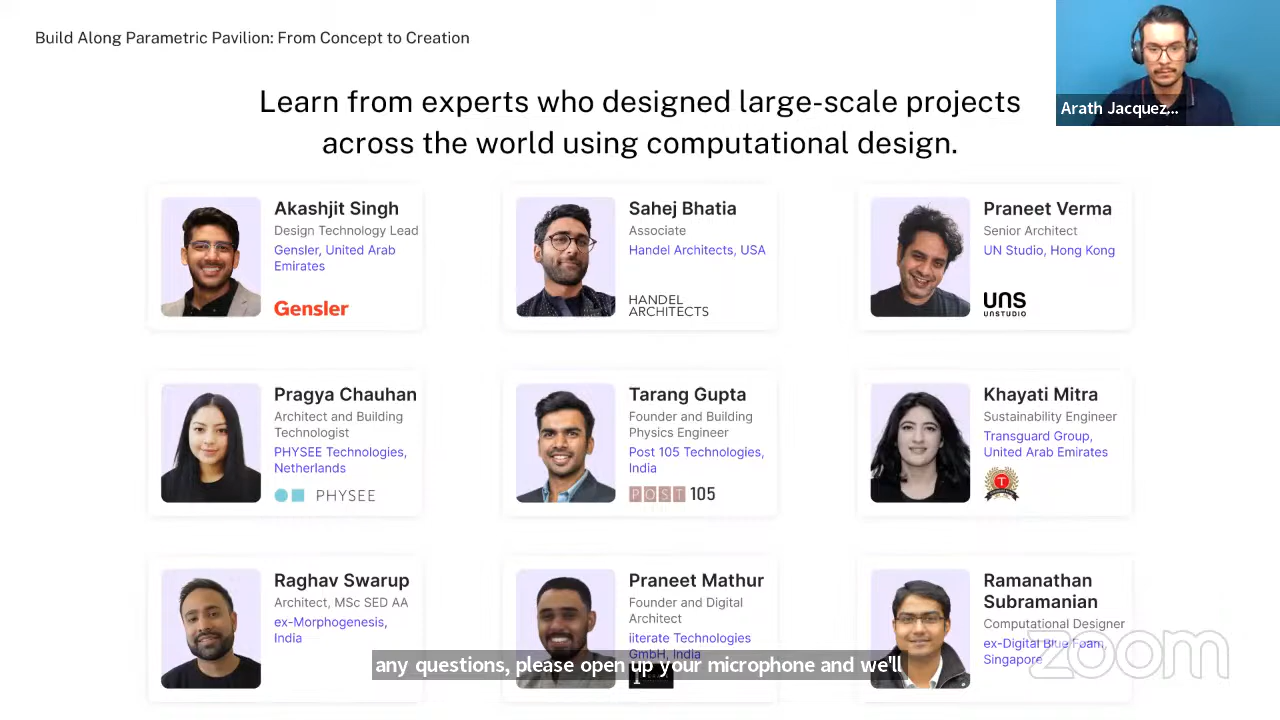 Build Along Parametric Pavilion: From Concept to Creation
Arath Jacquez...
Learn from experts who designed large-scale projects
across the world using computational design.
Akashjit Singh
Design Technology Lead
Gensler, United Arab
Emirates
Gensler
Sahej Bhatia
Associate
Handel Architects, USA
HANDEL
ARCHITECTS
Praneet Verma
Senior Architect
UN Studio, Hong Kong
UNS
UNSTUDIO
Pragya Chauhan
Architect and Building
Technologist
PHYSEE Technologies,
Netherlands
PHYSEE
Tarang Gupta
Founder and Building
Physics Engineer
Post 105 Technologies,
India
POST 105
Khayati Mitra
Sustainability Engineer
Transguard Group,
United Arab Emirates
T
Raghav Swarup
Architect, MSc SED AA
ex-Morphogenesis,
India
Praneet Mathur
Founder and Digital
Architect
iiterate Technologies
GmbH, India
Ramanathan
Subramanian
Computational Designer
ex-Digital Blue Foam,
Singapore
any questions, please open up your microphone and we'll
zoom